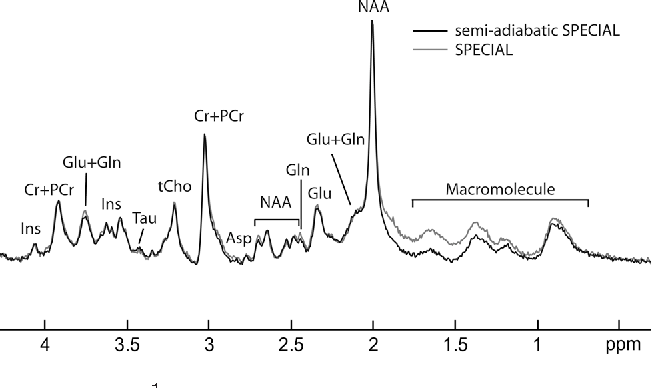 NAA
semi-adiabatic SPECIAL
SPECIAL
Cr+PCr
Glu+Gln
Glu+Gln
Cr+PCr
Ins
tCho
Gln
Glu
NAA
Macromolecule
Ins
Tau
Asp
4 3.5 3 2.5 2 1.5 1 ppm
1